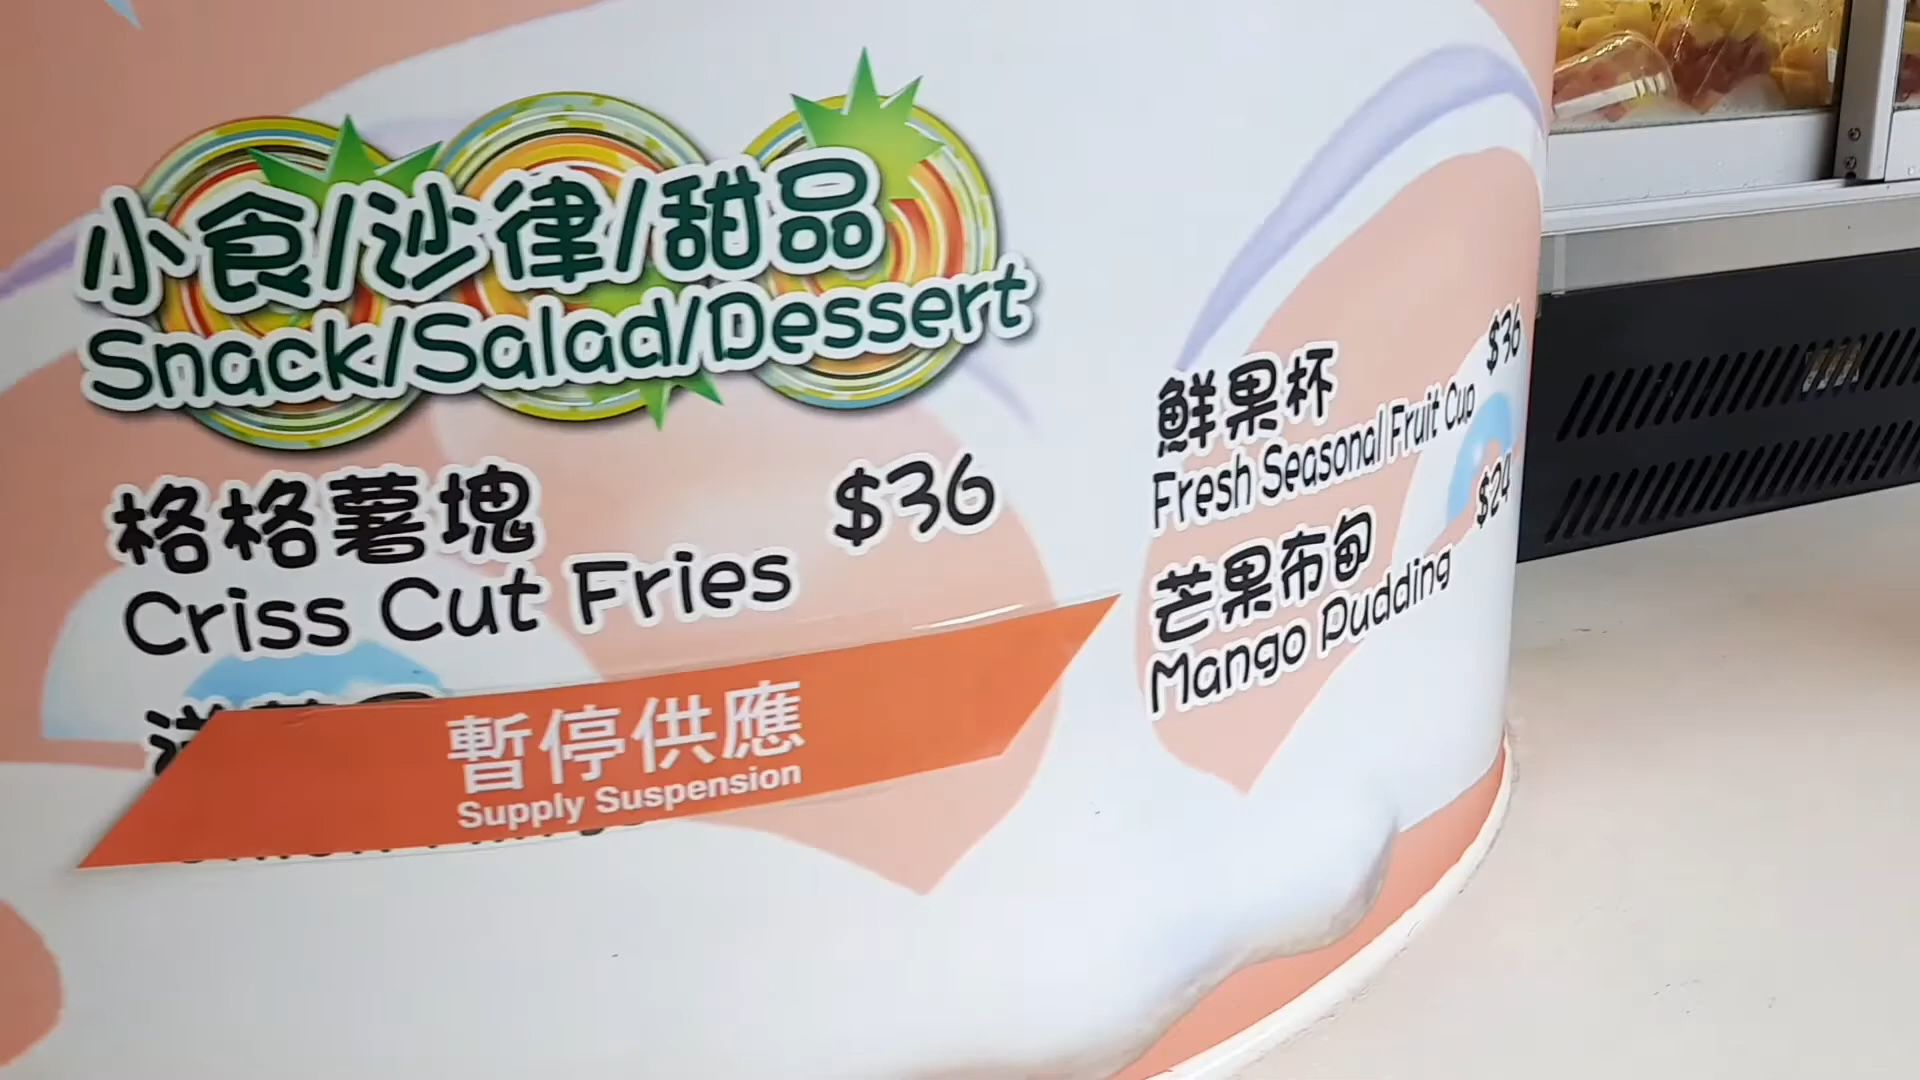 小食/沙律/甜品
Snack/Salad/Dessert
格格薯塊
$36
Criss Cut Fries
暫停供應
Supply Suspension
鮮果杯
$36
Fresh Seasonal Fruit Cup
芒果布甸
$24
Mango Pudding